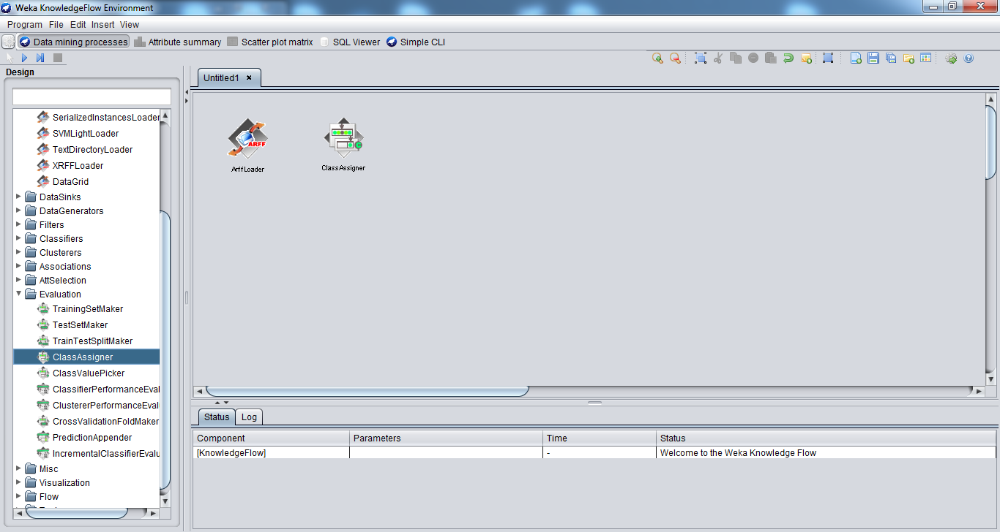 Weka KnowledgeFlow Environment
Program File Edit Insert View
Data mining processes Attribute summary Scatter plot matrix SQL Viewer Simple CLI
Design
Untitled1
SerializedInstancesLoader
SVMLightLoader
TextDirectoryLoader
XRFFLoader
DataGrid
DataSinks
DataGenerators
Filters
Classifiers
Clusterers
Associations
AttSelection
Evaluation
TrainingSetMaker
TestSetMaker
TrainTestSplitMaker
ClassAssigner
ClassValuePicker
ClassifierPerformanceEval
ClustererPerformanceEval
CrossValidationFoldMaker
PredictionAppender
IncrementalClassifierEvalu
Misc
Visualization
Flow
ARFF
ArffLoader
ClassAssigner
Status Log
Component Parameters Time Status
[KnowledgeFlow] - Welcome to the Weka Knowledge Flow